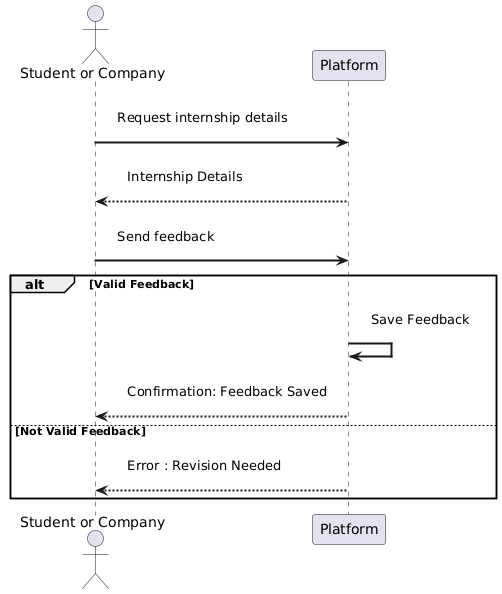 Student or Company
Platform
Request internship details
Internship Details
Send feedback
alt
[Valid Feedback]
Save Feedback
Confirmation: Feedback Saved
[Not Valid Feedback]
Error : Revision Needed
Student or Company
Platform